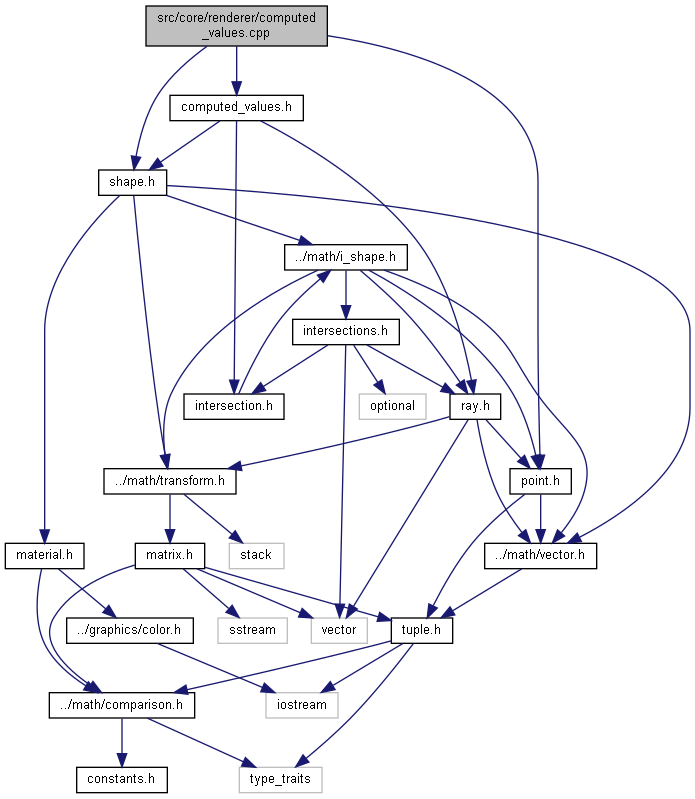 src/core/renderer/computed
_values.cpp
computed_values.h
shape.h
../math/i_shape.h
intersections.h
intersection.h
optional
ray.h
../math/transform.h
point.h
material.h
matrix.h
stack
../math/vector.h
../graphics/color.h
sstream
vector
tuple.h
../math/comparison.h
iostream
constants.h
type_traits